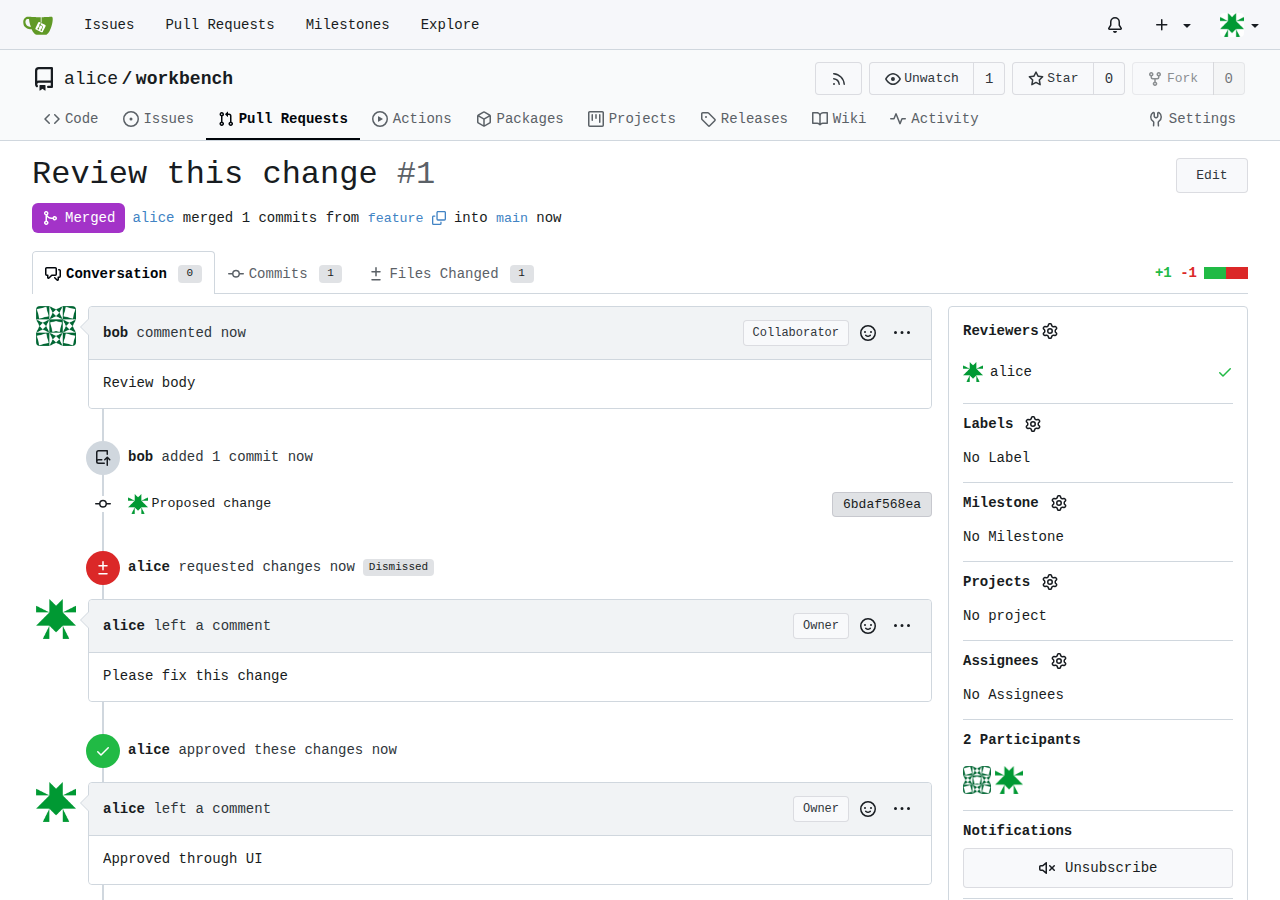 Issues Pull Requests Milestones Explore
alice/workbench
Unwatch 1 Star 0 Fork 0
Code Issues Pull Requests Actions Packages Projects Releases Wiki Activity Settings
Review this change #1
Edit
Merged alice merged 1 commits from feature into main now
Conversation 0 Commits 1 Files Changed 1 +1 -1
bob commented now Collaborator
Review body
bob added 1 commit now
Proposed change 6bdaf568ea
alice requested changes now Dismissed
alice left a comment Owner
Please fix this change
alice approved these changes now
alice left a comment Owner
Approved through UI
Reviewers
alice
Labels
No Label
Milestone
No Milestone
Projects
No project
Assignees
No Assignees
2 Participants
Notifications
Unsubscribe